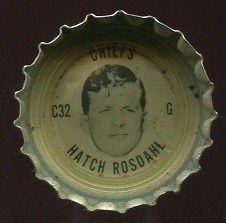 CHIEFS
C32 G
HATCH ROSDAHL